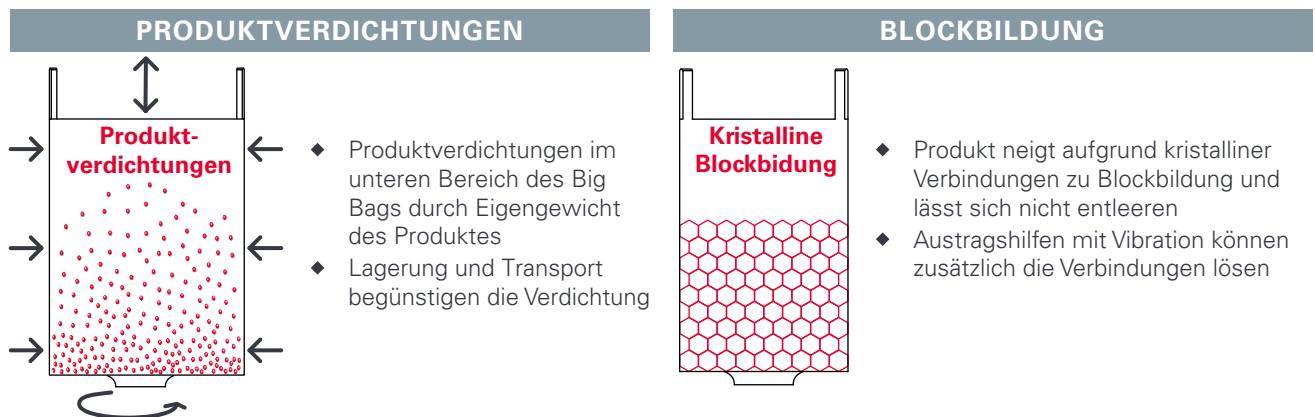 PRODUKTVERDICHTUNGEN
Produkt-
verdichtungen
◆ Produktverdichtungen im
unteren Bereich des Big
Bags durch Eigengewicht
des Produktes
◆ Lagerung und Transport
begünstigen die Verdichtung
BLOCKBILDUNG
Kristalline
Blockbidung
◆ Produkt neigt aufgrund kristalliner
Verbindungen zu Blockbildung und
lässt sich nicht entleeren
◆ Austragshilfen mit Vibration können
zusätzlich die Verbindungen lösen